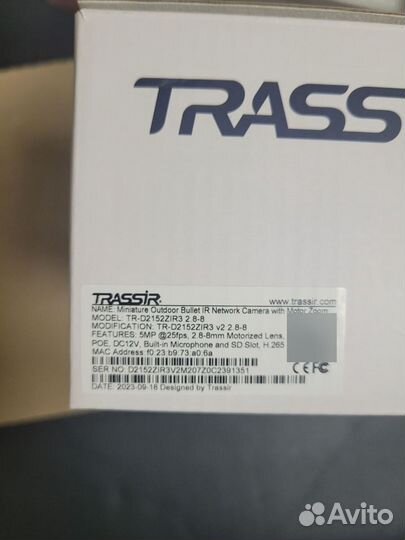 TRASS
TRASSIR www.trassir.com
NAME: Miniature Outdoor Bullet IR Network Camera with Motor Zoom
MODEL: TR-D2152ZIR3 2.8-8
MODIFICATION: TR-D2152ZIR3 v2 2.8-8
FEATURES: 5MP @25fps, 2.8-8mm Motorized Lens,
POE, DC12V, Built-in Microphone and SD Slot, H.265
MAC Address: f0.23.b9.73.a0.6a
SER NO: D2152ZIR3V2M207Z0C2391351
CE FC
DATE: 2023-09-18 Designed by Trassir
Avito